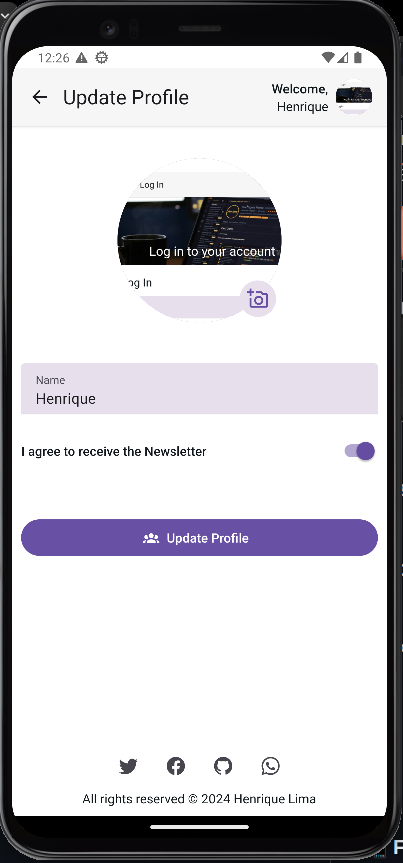 12:26
Update Profile
Welcome,
Henrique
Log In
Log in to your account
og In
Name
Henrique
I agree to receive the Newsletter
Update Profile
All rights reserved © 2024 Henrique Lima